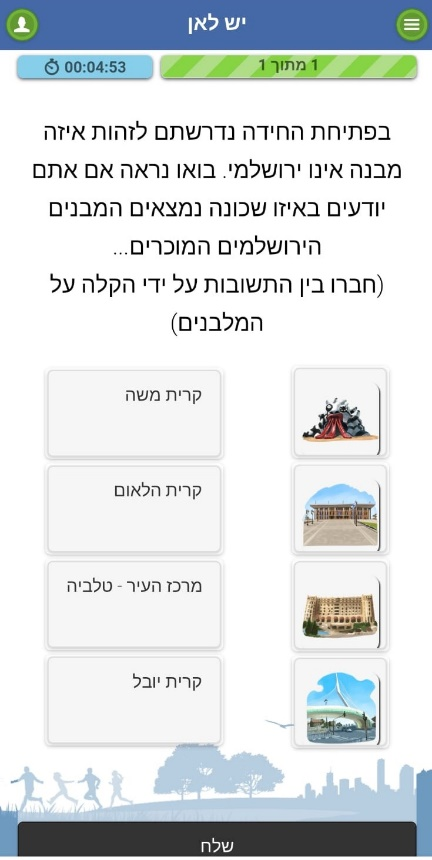 יש לאן
00:04:53
1 מתוך 1
בפתיחת החידה נדרשתם לזהות איזה
מבנה אינו ירושלמי. בואו נראה אם אתם
יודעים באיזו שכונה נמצאים המבנים
הירושלמים המוכרים...
(חברו בין התשובות על ידי הקלה על
המלבנים)
קרית משה
קרית הלאום
מרכז העיר - טלביה
קרית יובל
שלח